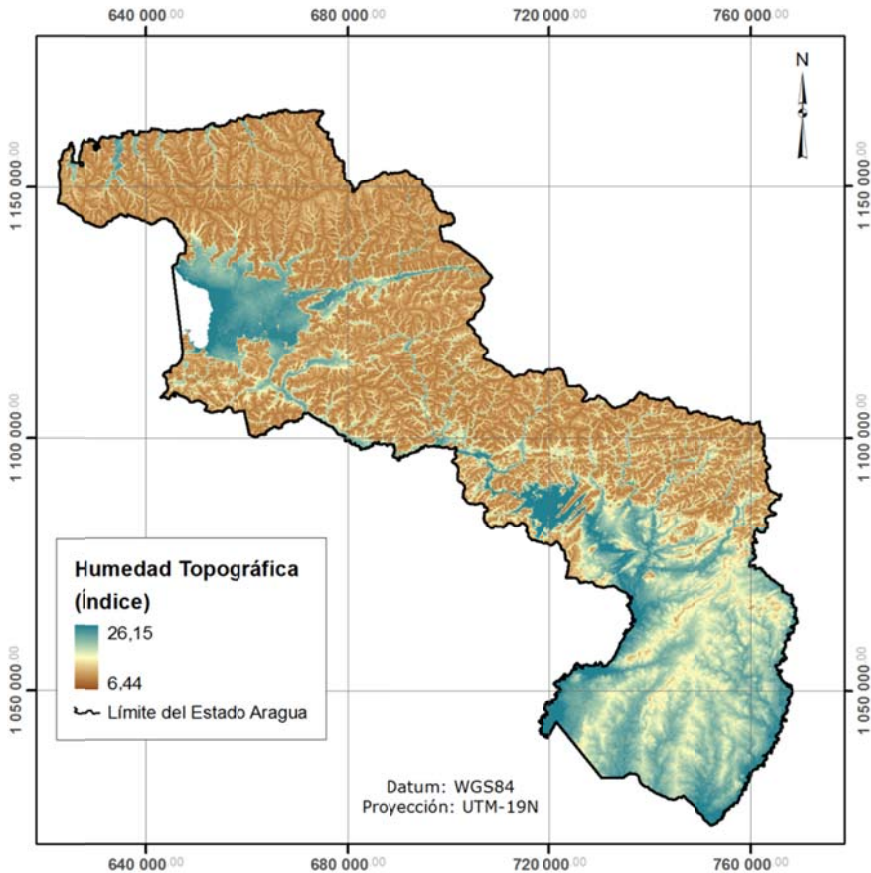 640 000.00 680 000.00 720 000.00 760 000.00
N
1 150 000.00 1 150 000.00
1 100 000.00 1 100 000.00
Humedad Topográfica
(Índice)
26,15
6,44
Límite del Estado Aragua
1 050 000.00 1 050 000.00
Datum: WGS84
Proyección: UTM-19N
640 000.00 680 000.00 720 000.00 760 000.00